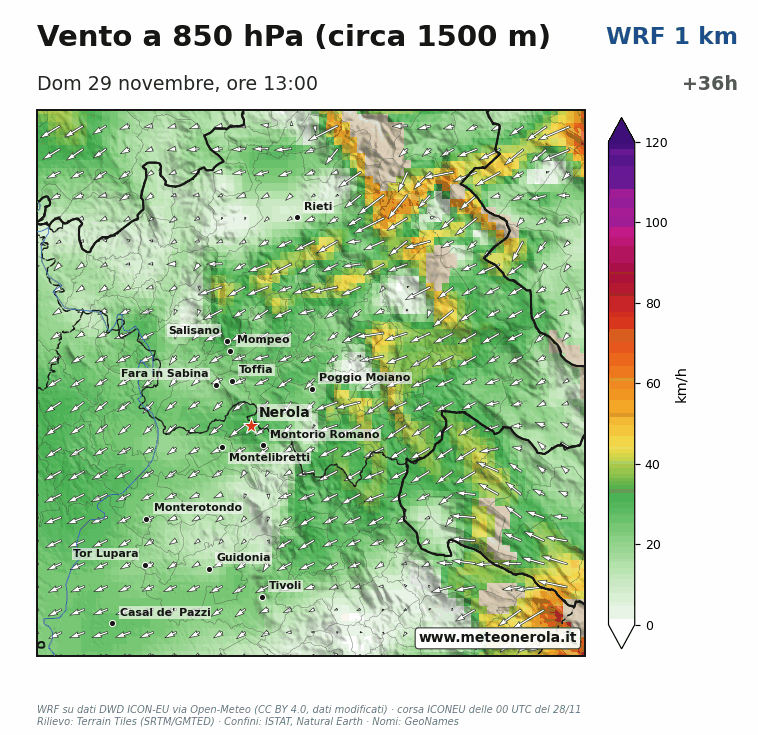 Vento a 850 hPa (circa 1500 m)
WRF 1 km
Dom 29 novembre, ore 13:00
+36h
Rieti
Salisano
Mompeo
Fara in Sabina
Toffia
Poggio Moiano
Nerola
Montorio Romano
Montelibretti
Monterotondo
Tor Lupara
Guidonia
Tivoli
Casal de' Pazzi
www.meteonerola.it
120
100
80
60
40
20
0
km/h
WRF su dati DWD ICON-EU via Open-Meteo (CC BY 4.0, dati modificati) · corsa ICONEU delle 00 UTC del 28/11
Rilievo: Terrain Tiles (SRTM/GMTED) · Confini: ISTAT, Natural Earth · Nomi: GeoNames